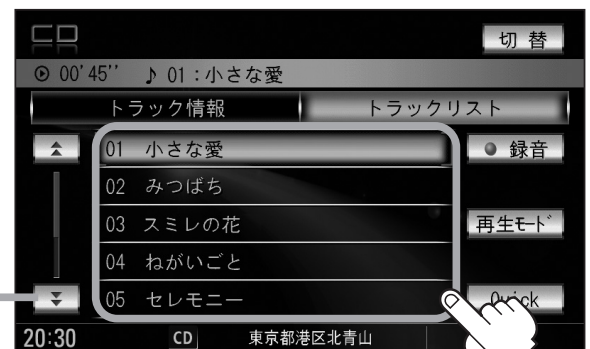 CD 切替
00'45'' ♪ 01:小さな愛
トラック情報 トラックリスト
01 小さな愛 録音
02 みつばち
03 スミレの花 再生モード
04 ねがいごと
05 セレモニー Quick
20:30 CD 東京都港区北青山